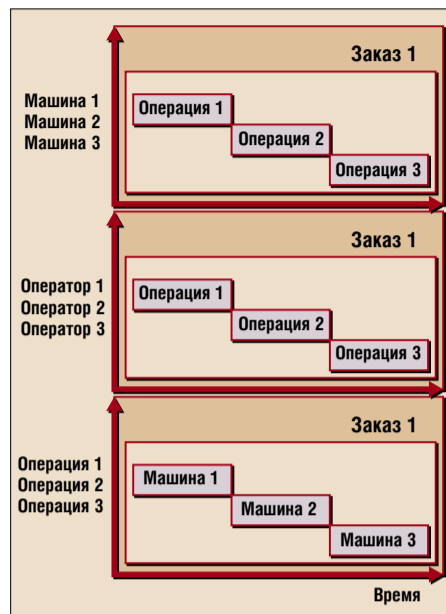 Заказ 1
Машина 1
Машина 2
Машина 3
Операция 1
Операция 2
Операция 3
Заказ 1
Оператор 1
Оператор 2
Оператор 3
Операция 1
Операция 2
Операция 3
Заказ 1
Операция 1
Операция 2
Операция 3
Машина 1
Машина 2
Машина 3
Время